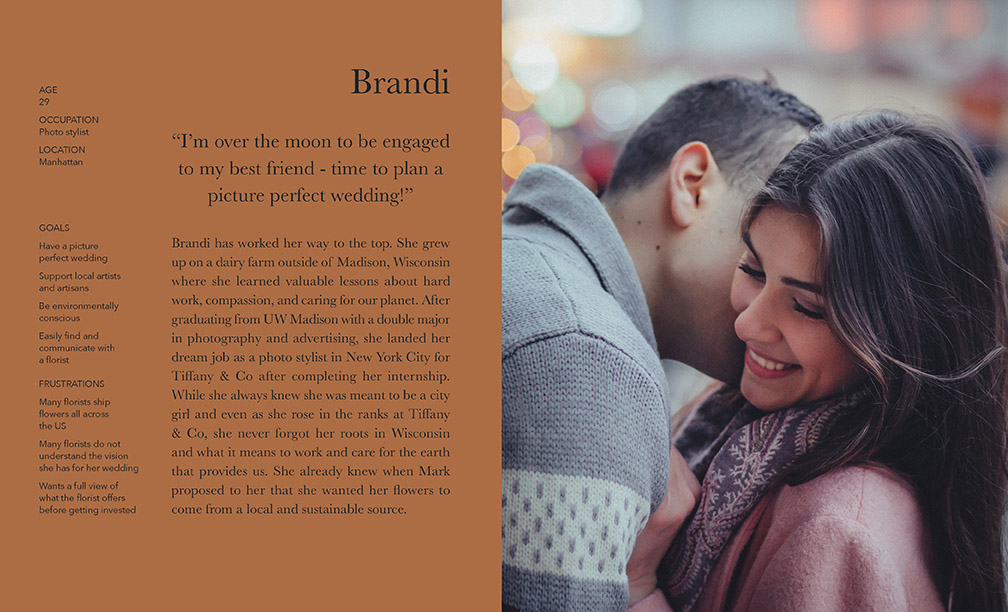 AGE
29
OCCUPATION
Photo stylist
LOCATION
Manhattan
GOALS
Have a picture
perfect wedding
Support local artists
and artisans
Be environmentally
conscious
Easily find and
communicate with
a florist
FRUSTRATIONS
Many florists ship
flowers all across
the US
Many florists do not
understand the vision
she has for her wedding
Wants a full view of
what the florist offers
before getting invested
Brandi
“I’m over the moon to be engaged
to my best friend - time to plan a
picture perfect wedding!”
Brandi has worked her way to the top. She grew
up on a dairy farm outside of Madison, Wisconsin
where she learned valuable lessons about hard
work, compassion, and caring for our planet. After
graduating from UW Madison with a double major
in photography and advertising, she landed her
dream job as a photo stylist in New York City for
Tiffany & Co after completing her internship.
While she always knew she was meant to be a city
girl and even as she rose in the ranks at Tiffany
& Co, she never forgot her roots in Wisconsin
and what it means to work and care for the earth
that provides us. She already knew when Mark
proposed to her that she wanted her flowers to
come from a local and sustainable source.